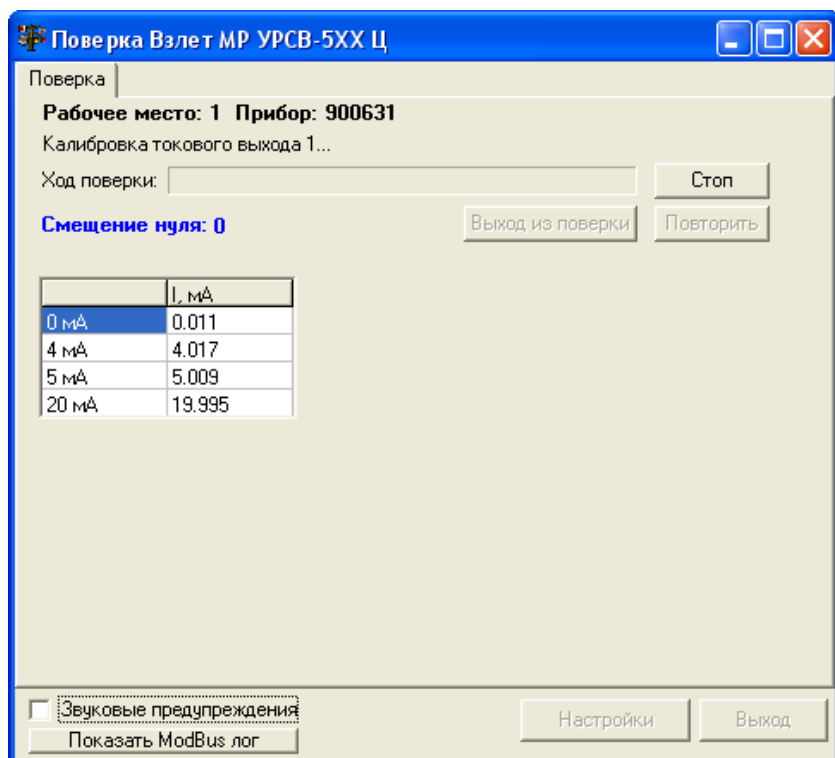 Поверка Взлет МР УРСВ-5ХХ Ц
Поверка
Рабочее место: 1 Прибор: 900631
Калибровка токового выхода 1...
Ход поверки:
Стоп
Смещение нуля: 0
Выход из поверки
Повторить
I, мА
0 мА 0.011
4 мА 4.017
5 мА 5.009
20 мА 19.995
Звуковые предупреждения
Показать ModBus лог
Настройки
Выход